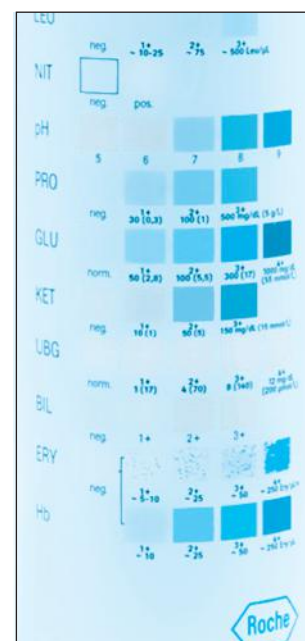 LEU
neg. 1+ 2+ 3+
~ 10-25 ~ 75 ~ 500 Leu/µL
NIT
neg. pos.
pH
5 6 7 8 9
PRO
neg. 1+ 2+ 3+
30 (0,3) 100 (1) 500 mg/dL (5 g/L)
GLU
norm. 1+ 2+ 3+ 4+
50 (2,8) 100 (5,5) 300 (17) 1000 mg/dL
(55 mmol/L)
KET
neg. 1+ 2+ 3+
10 (1) 50 (5) 150 mg/dL (15 mmol/L)
UBG
norm. 1+ 2+ 3+ 4+
1 (17) 4 (70) 8 (140) 12 mg/dL
(200 µmol/L)
BIL
neg. 1+ 2+ 3+
ERY
neg. 1+ 2+ 3+ 4+
~ 5-10 ~ 25 ~ 50 ~ 250 Ery/µL
Hb
1+ 2+ 3+ 4+
~ 10 ~ 25 ~ 50 ~ 250 Ery/µL
Roche